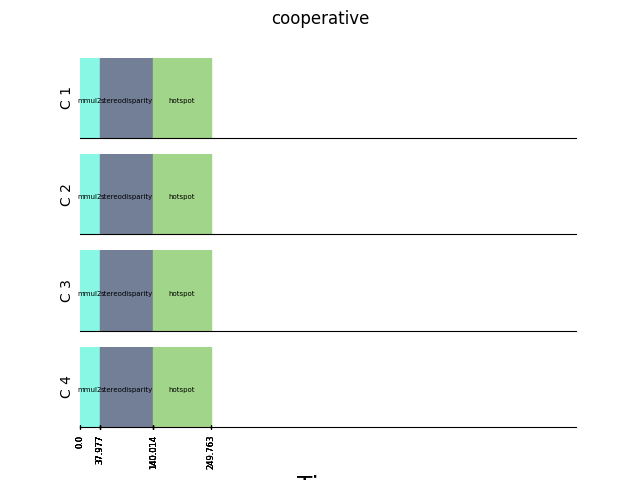 cooperative
C 1
mmul2 stereodisparity hotspot
C 2
mmul2 stereodisparity hotspot
C 3
mmul2 stereodisparity hotspot
C 4
mmul2 stereodisparity hotspot
0.0 37.977 140.014 249.763